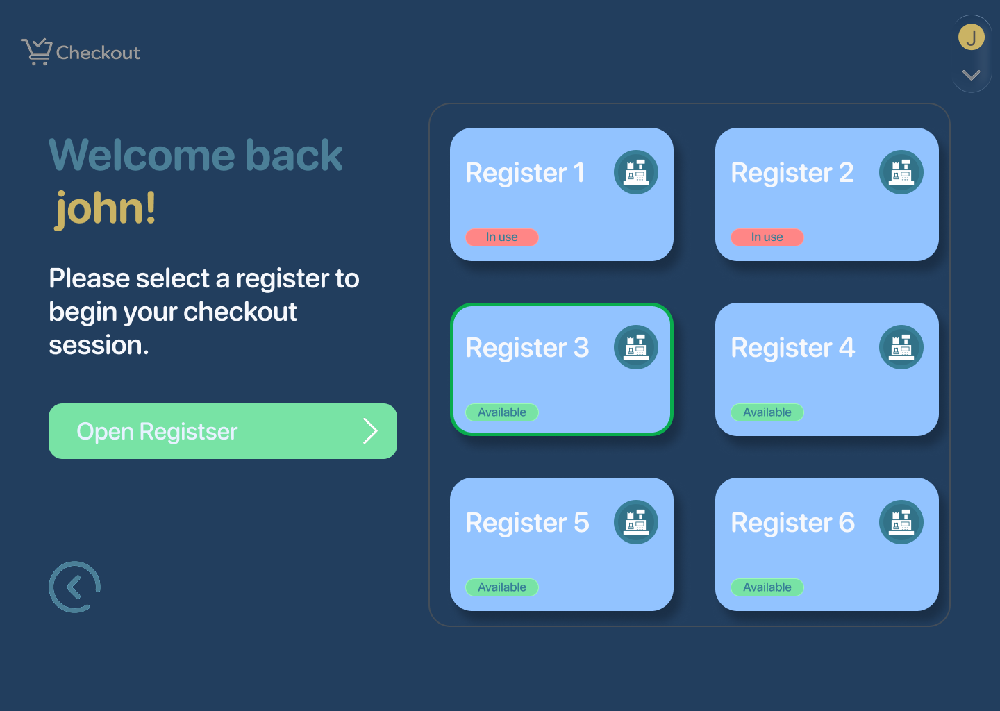 Checkout
J
Welcome back
john!
Please select a register to
begin your checkout
session.
Open Registser
Register 1
In use
Register 2
In use
Register 3
Available
Register 4
Available
Register 5
Available
Register 6
Available